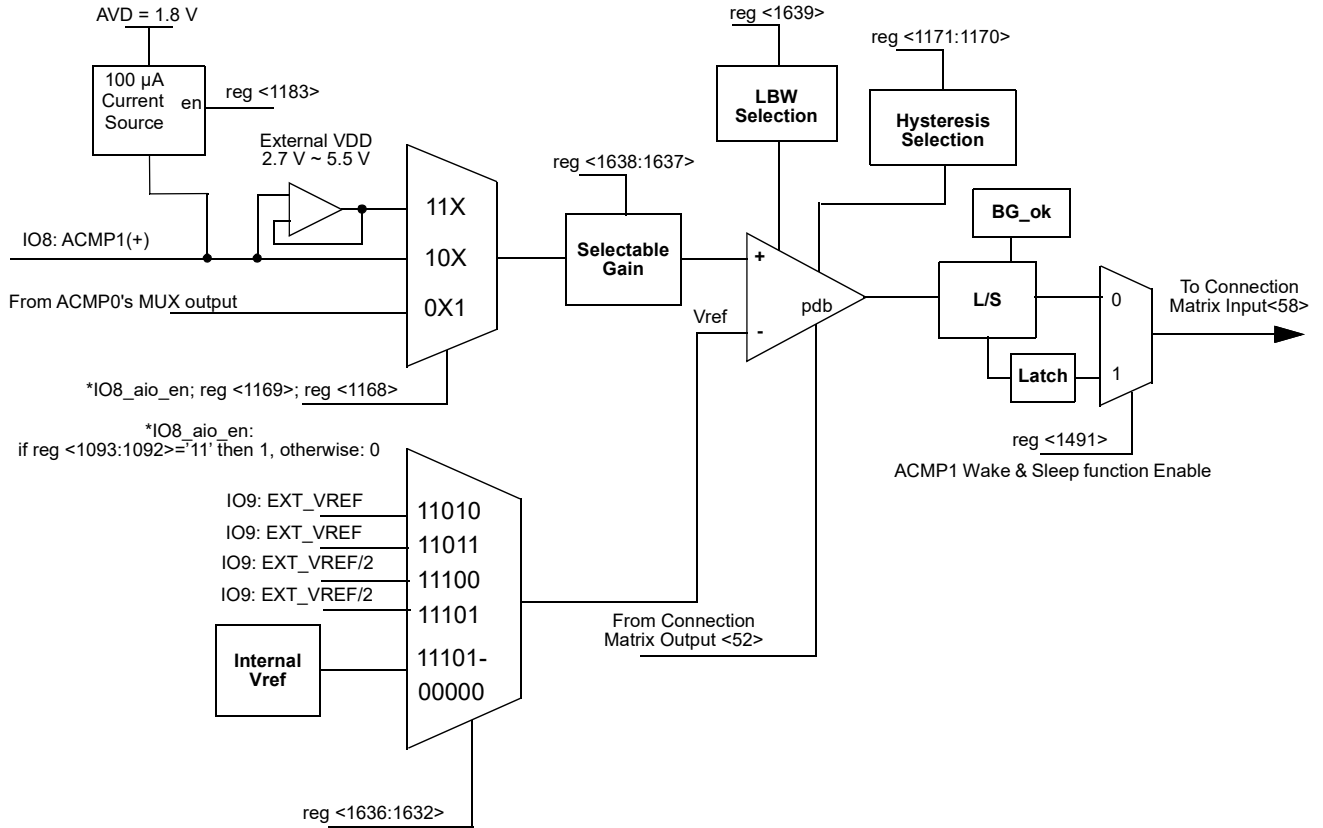 AVD = 1.8 V
100 µA
Current
Source
en
reg <1183>
External VDD
2.7 V ~ 5.5 V
IO8: ACMP1(+)
From ACMP0's MUX output
11X
10X
0X1
*IO8_aio_en; reg <1169>; reg <1168>
*IO8_aio_en:
if reg <1093:1092>='11' then 1, otherwise: 0
reg <1638:1637>
Selectable
Gain
reg <1639>
LBW
Selection
reg <1171:1170>
Hysteresis
Selection
+
-
pdb
Vref
BG_ok
L/S
Latch
0
1
To Connection
Matrix Input<58>
reg <1491>
ACMP1 Wake & Sleep function Enable
IO9: EXT_VREF
IO9: EXT_VREF
IO9: EXT_VREF/2
IO9: EXT_VREF/2
Internal
Vref
11010
11011
11100
11101
11101-
00000
From Connection
Matrix Output <52>
reg <1636:1632>